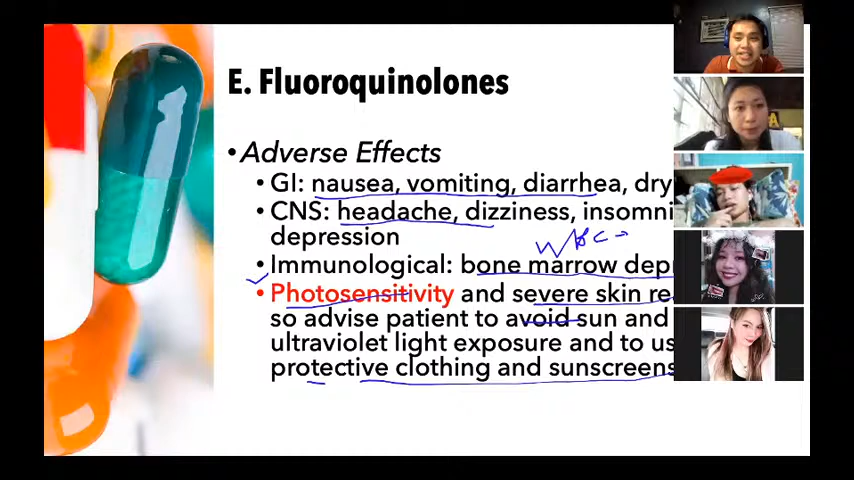 E. Fluoroquinolones
•Adverse Effects
• GI: nausea, vomiting, diarrhea, dry
• CNS: headache, dizziness, insomni
depression
WBC →
• Immunological: bone marrow dep
• Photosensitivity and severe skin re
so advise patient to avoid sun and
ultraviolet light exposure and to us
protective clothing and sunscreens